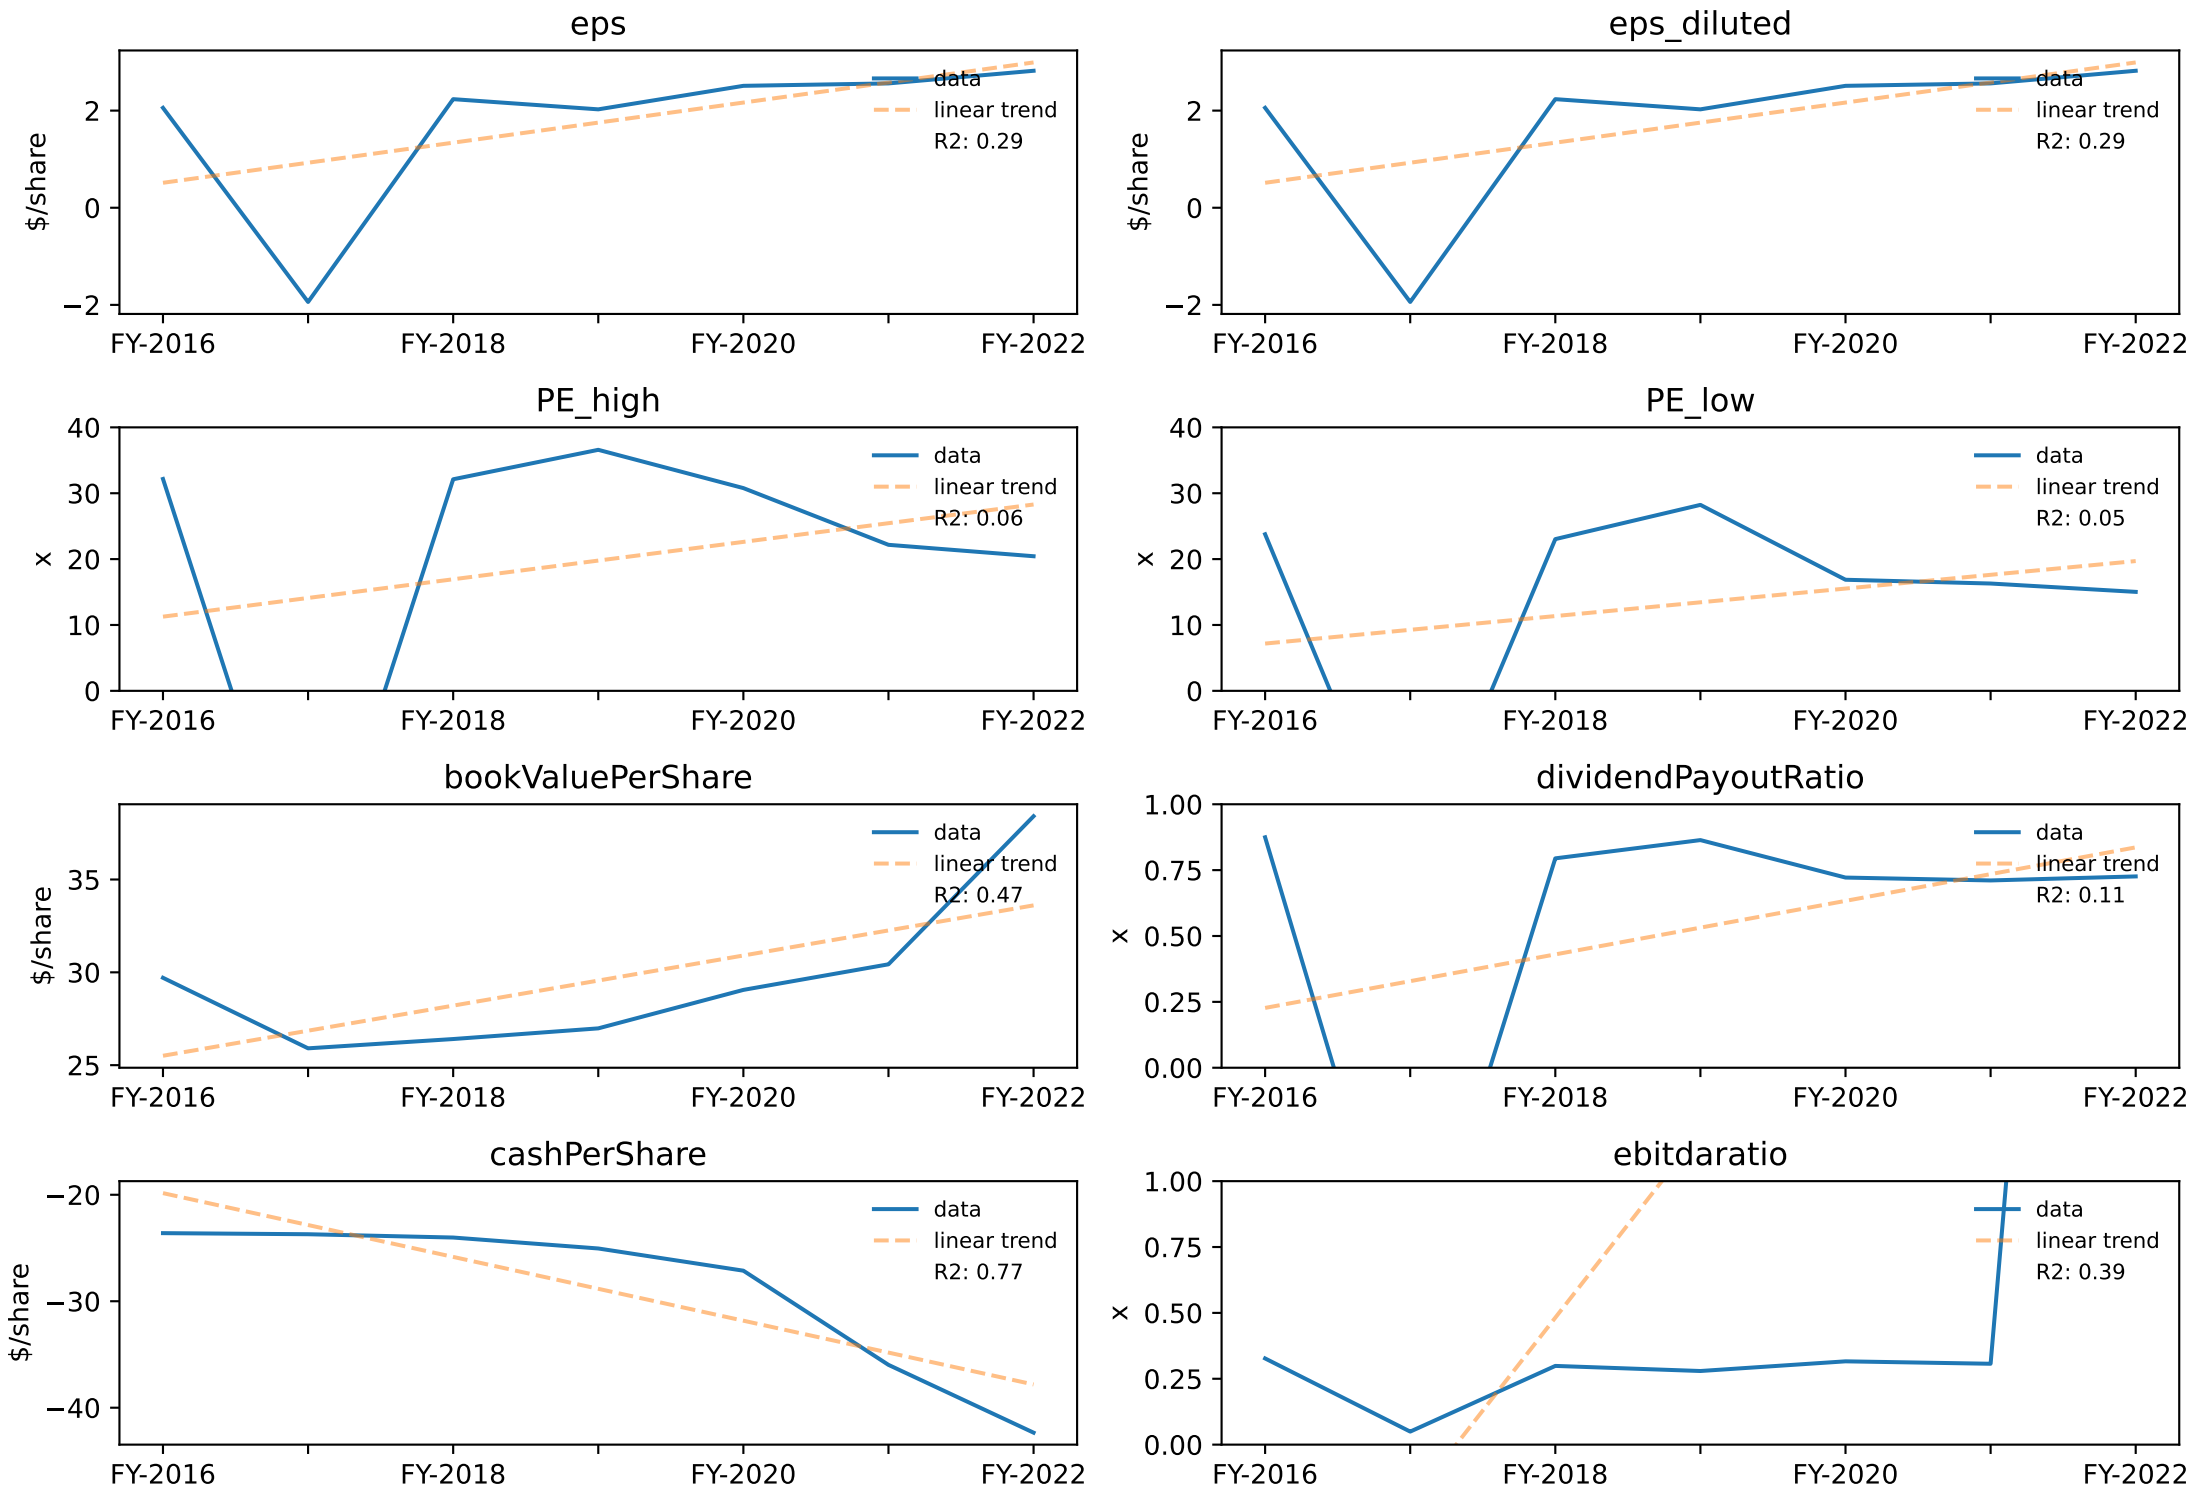 eps
$/share
2
0
−2
data
linear trend
R2: 0.29
FY-2016
FY-2018
FY-2020
FY-2022
eps_diluted
$/share
2
0
−2
data
linear trend
R2: 0.29
FY-2016
FY-2018
FY-2020
FY-2022
PE_high
x
40
30
20
10
0
data
linear trend
R2: 0.06
FY-2016
FY-2018
FY-2020
FY-2022
PE_low
x
40
30
20
10
0
data
linear trend
R2: 0.05
FY-2016
FY-2018
FY-2020
FY-2022
bookValuePerShare
$/share
35
30
25
data
linear trend
R2: 0.47
FY-2016
FY-2018
FY-2020
FY-2022
dividendPayoutRatio
x
1.00
0.75
0.50
0.25
0.00
data
linear trend
R2: 0.11
FY-2016
FY-2018
FY-2020
FY-2022
cashPerShare
$/share
−20
−30
−40
data
linear trend
R2: 0.77
FY-2016
FY-2018
FY-2020
FY-2022
ebitdaratio
x
1.00
0.75
0.50
0.25
0.00
data
linear trend
R2: 0.39
FY-2016
FY-2018
FY-2020
FY-2022